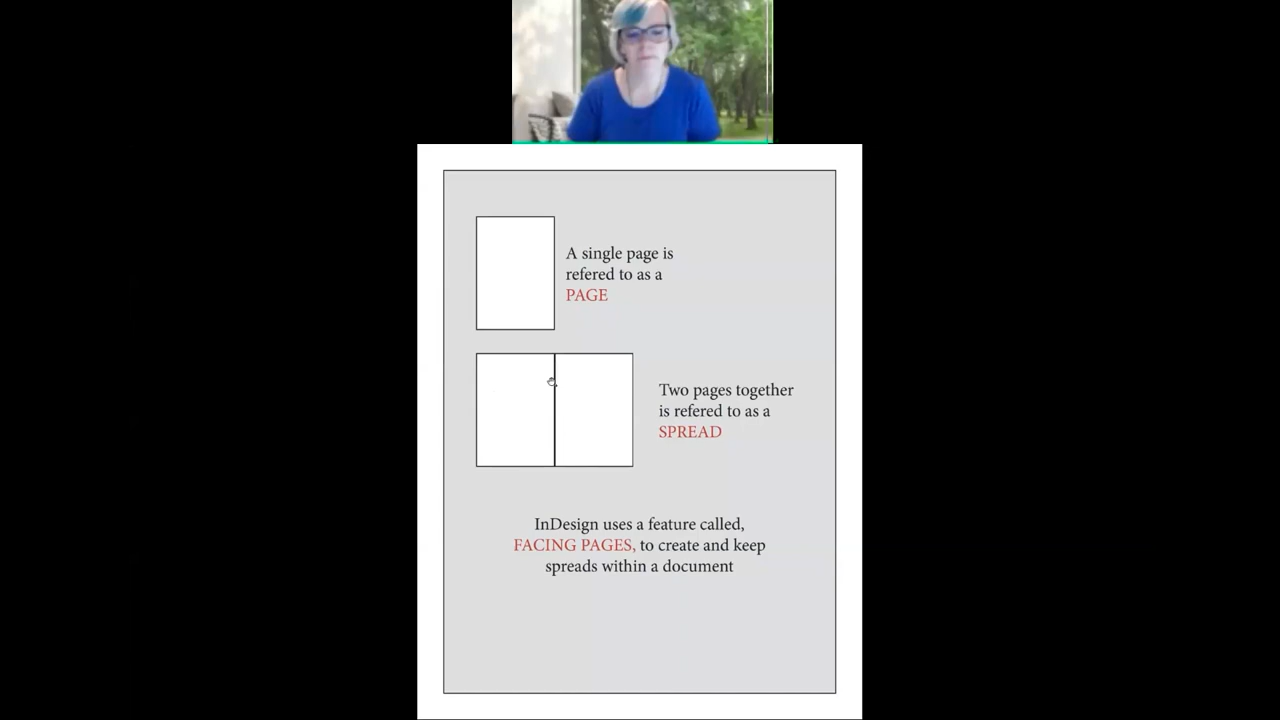 A single page is
refered to as a
PAGE
Two pages together
is refered to as a
SPREAD
InDesign uses a feature called,
FACING PAGES, to create and keep
spreads within a document